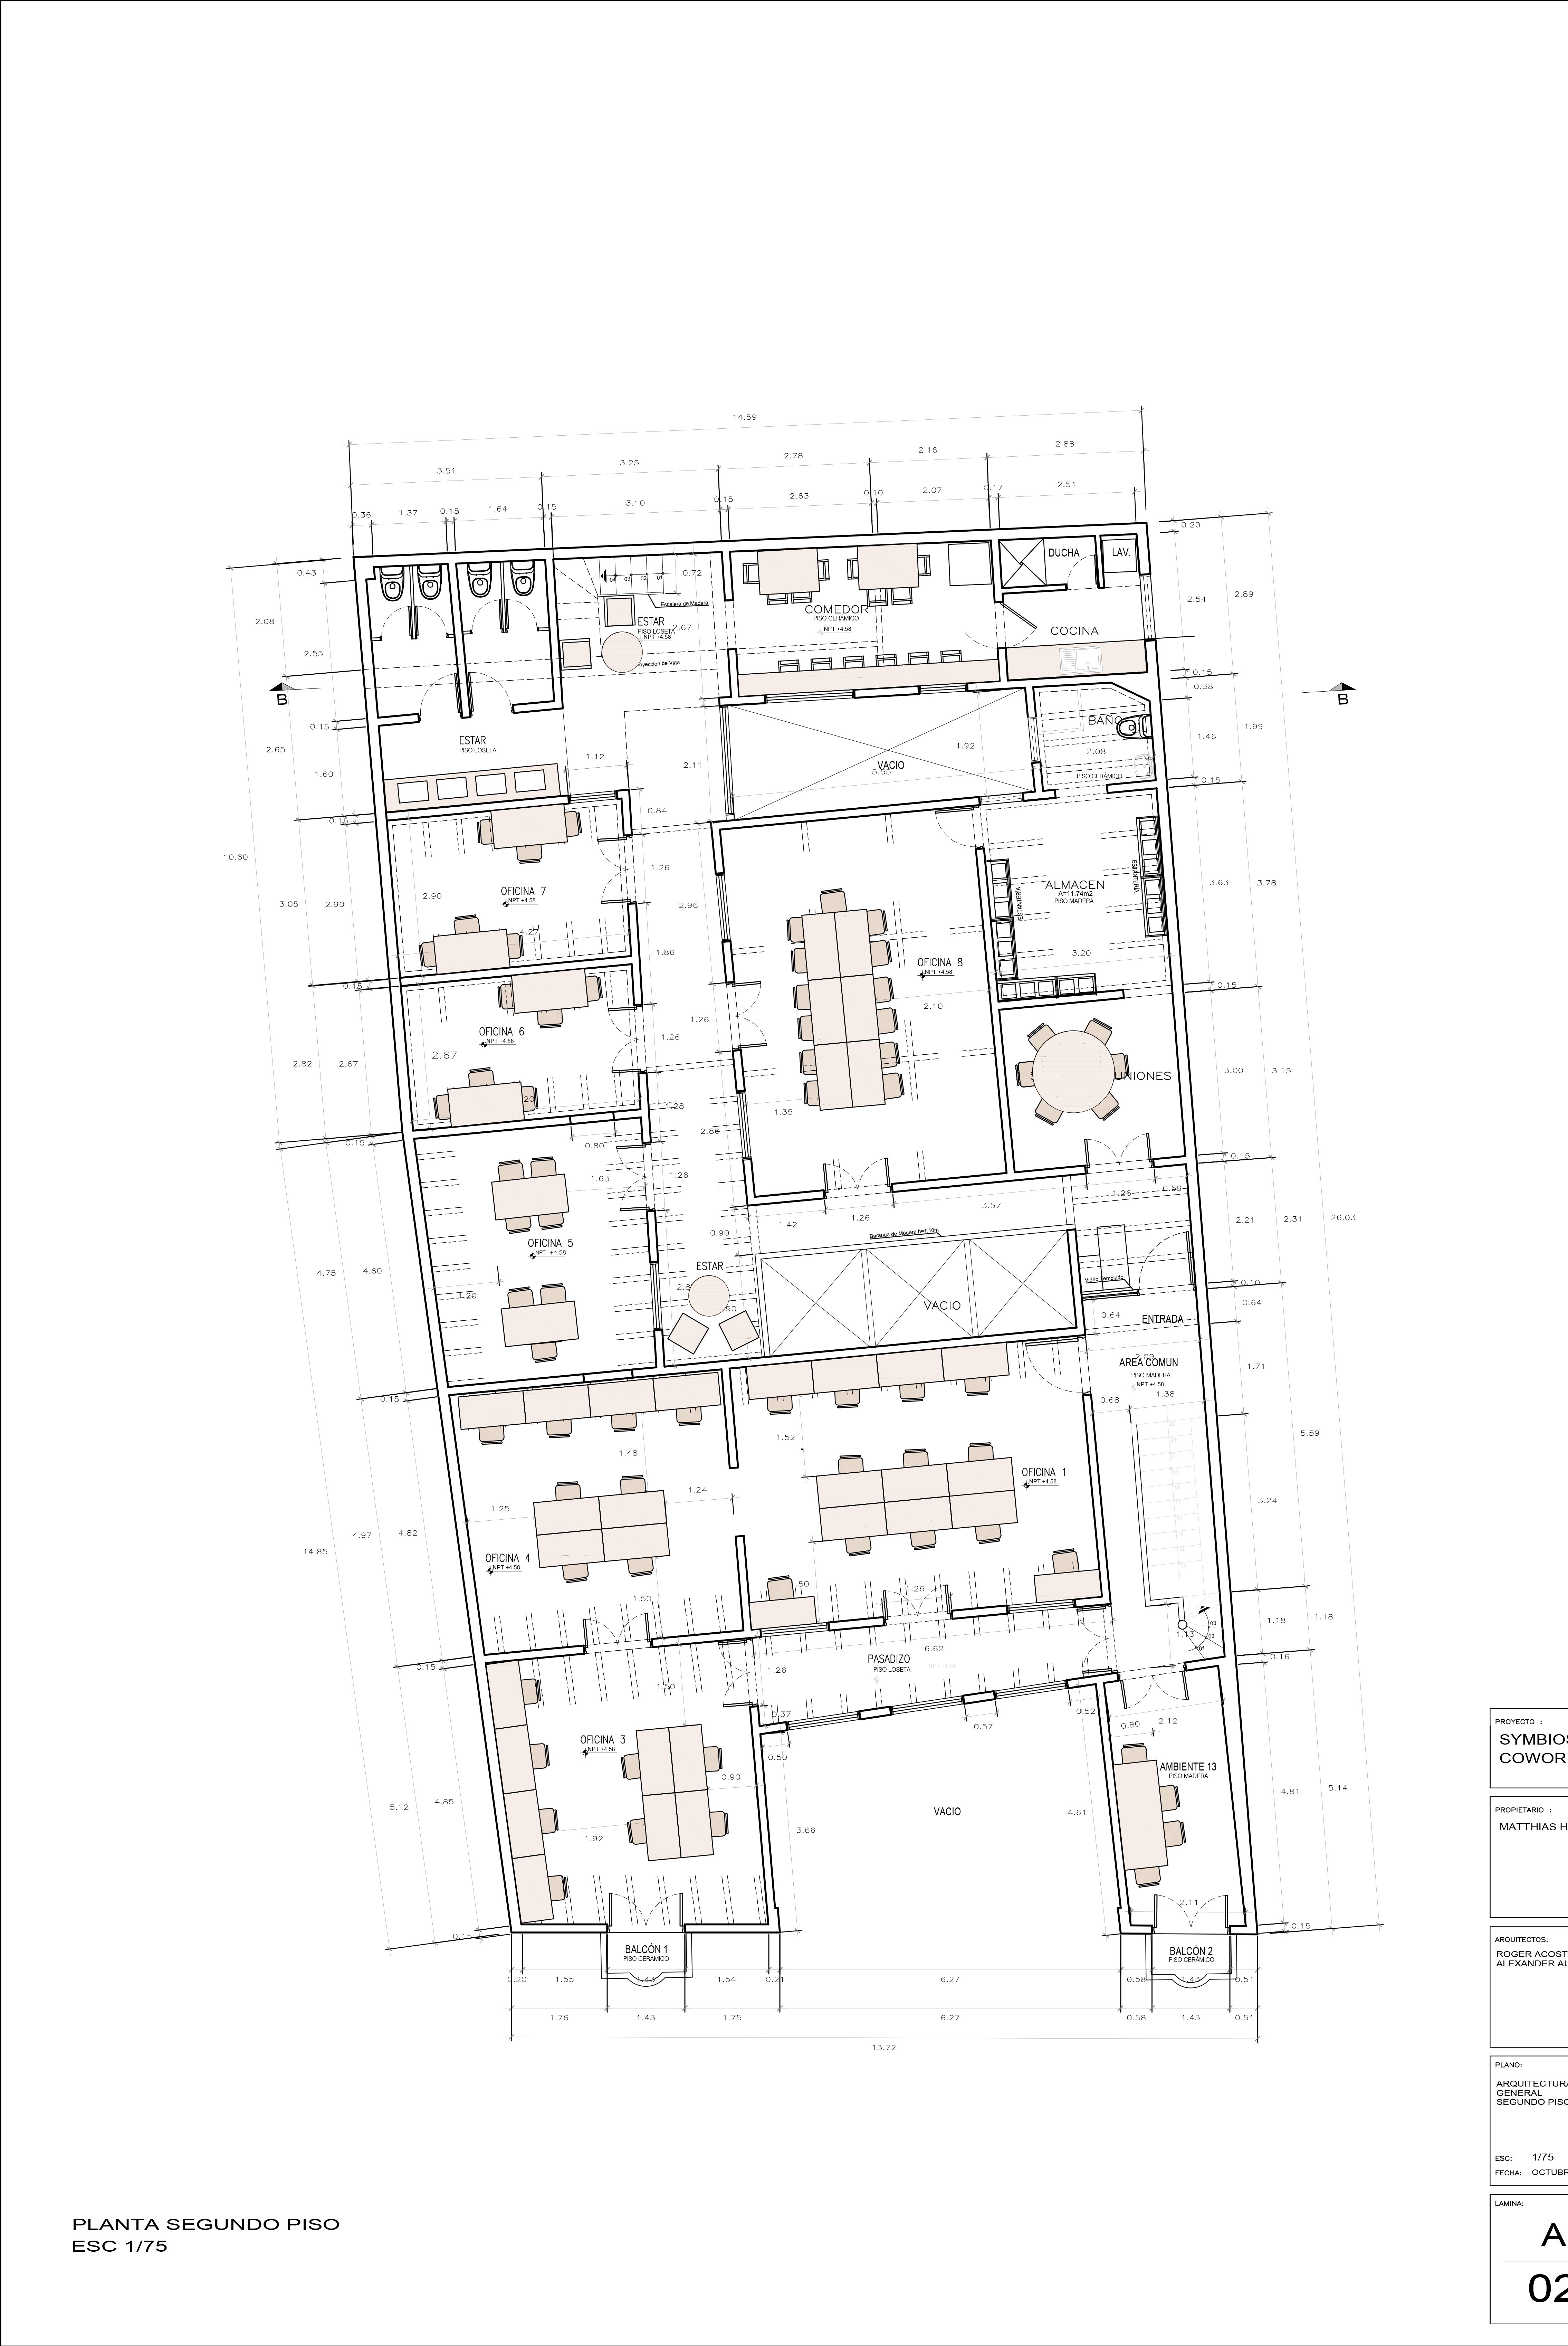 14.59
3.51
3.25
2.78
2.16
2.88
0.36
1.37
0.15
1.64
0.15
3.10
0.15
2.63
0.10
2.07
0.17
2.51
0.20
0.43
2.08
2.55
0.72
04 03 02 01
Escalera de Madera
ESTAR
PISO LOSETA
NPT +4.58
2.67
COMEDOR
PISO CERÁMICO
NPT +4.58
DUCHA
LAV.
COCINA
2.54
2.89
0.15
0.38
B
B
ESTAR
PISO LOSETA
0.15
2.65
1.60
1.12
2.11
VACIO
1.92
5.55
BAÑO
2.08
PISO CERÁMICO
1.46
1.99
0.15
0.15
0.84
10.60
3.05
2.90
2.90
OFICINA 7
NPT +4.58
4.27
1.26
2.96
1.86
OFICINA 8
NPT +4.58
2.10
ESTANTERÍA
ALMACEN
A=11.74m2
PISO MADERA
ESTANTERÍA
3.20
3.63
3.78
0.15
0.15
OFICINA 6
NPT +4.58
2.67
2.82
2.67
1.26
1.26
1.28
2.86
1.35
UNIONES
3.00
3.15
0.15
0.80
1.63
1.26
0.15
OFICINA 5
NPT +4.58
1.20
4.75
4.60
0.90
1.42
1.26
3.57
1.26
0.59
Baranda de Madera h=1.10m
2.21
2.31
26.03
ESTAR
VACIO
Vidrio Templado
0.10
0.64
0.64
ENTRADA
2.09
AREA COMUN
PISO MADERA
NPT +4.58
1.38
0.68
1.71
5.59
0.15
1.48
1.52
1.25
1.24
OFICINA 1
NPT +4.58
3.24
14.85
4.97
4.82
OFICINA 4
NPT +4.58
1.50
1.26
1.18
1.18
6.62
PASADIZO
PISO LOSETA
NPT +4.58
1.13
01
02
03
0.16
0.15
1.26
1.50
0.37
0.50
0.57
0.52
0.80
2.12
OFICINA 3
NPT +4.58
0.90
AMBIENTE 13
PISO MADERA
VACIO
4.61
3.66
4.81
5.14
5.12
4.85
1.92
2.11
0.15
0.15
BALCÓN 1
PISO CERÁMICO
BALCÓN 2
PISO CERÁMICO
0.20
1.55
1.43
1.54
0.21
6.27
0.58
1.43
0.51
1.76
1.43
1.75
6.27
0.58
1.43
0.51
13.72
PLANTA SEGUNDO PISO
ESC 1/75
PROYECTO :
SYMBIOS
COWOR
PROPIETARIO :
MATTHIAS H
ARQUITECTOS:
ROGER ACOST
ALEXANDER AU
PLANO:
ARQUITECTURA
GENERAL
SEGUNDO PISO
ESC: 1/75
FECHA: OCTUBR
LAMINA:
A
02